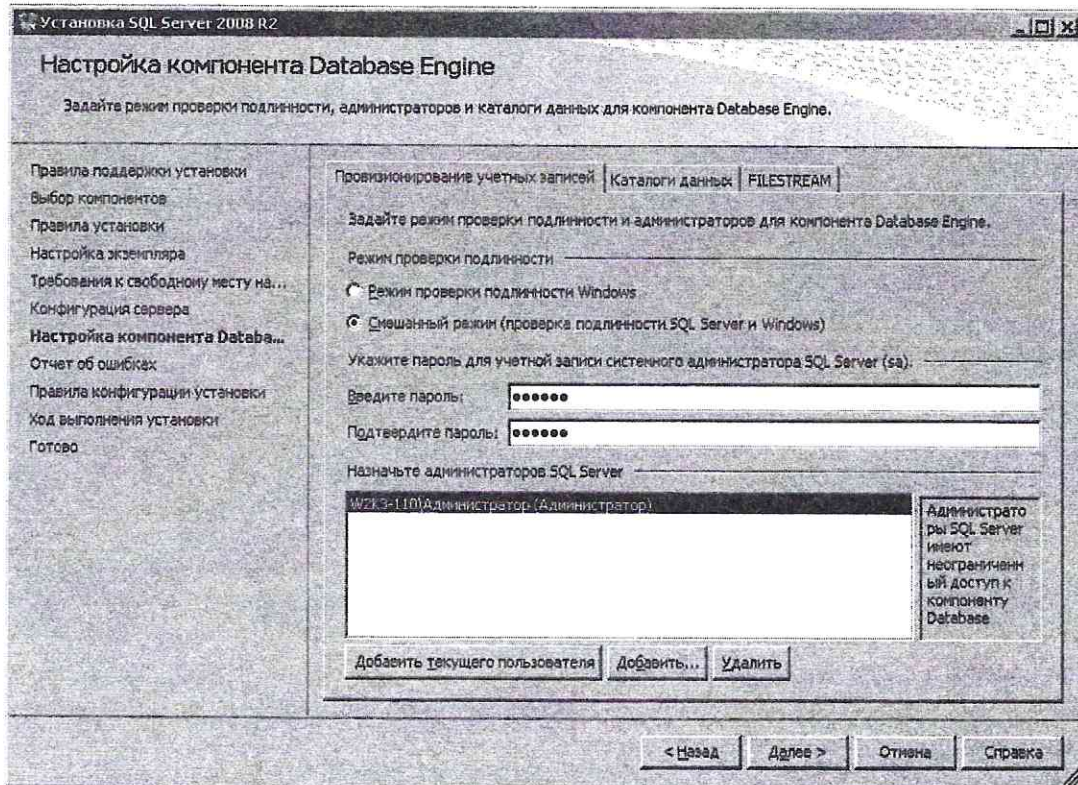 Установка SQL Server 2008 R2
Настройка компонента Database Engine
Задайте режим проверки подлинности, администраторов и каталоги данных для компонента Database Engine.
Правила поддержки установки
Выбор компонентов
Правила установки
Настройка экземпляра
Требования к свободному месту на...
Конфигурация сервера
Настройка компонента Databa...
Отчет об ошибках
Правила конфигурации установки
Ход выполнения установки
Готово
Провизионирование учетных записей Каталоги данных FILESTREAM
Задайте режим проверки подлинности и администраторов для компонента Database Engine.
Режим проверки подлинности
Режим проверки подлинности Windows
Смешанный режим (проверка подлинности SQL Server и Windows)
Укажите пароль для учетной записи системного администратора SQL Server (sa).
Введите пароль: ●●●●●●
Подтвердите пароль: ●●●●●●
Назначьте администраторов SQL Server
W2K3-110\Администратор (Администратор)
Администрато
ры SQL Server
имеют
неограниченн
ый доступ к
компоненту
Database
Добавить текущего пользователя Добавить... Удалить
< Назад Далее > Отмена Справка